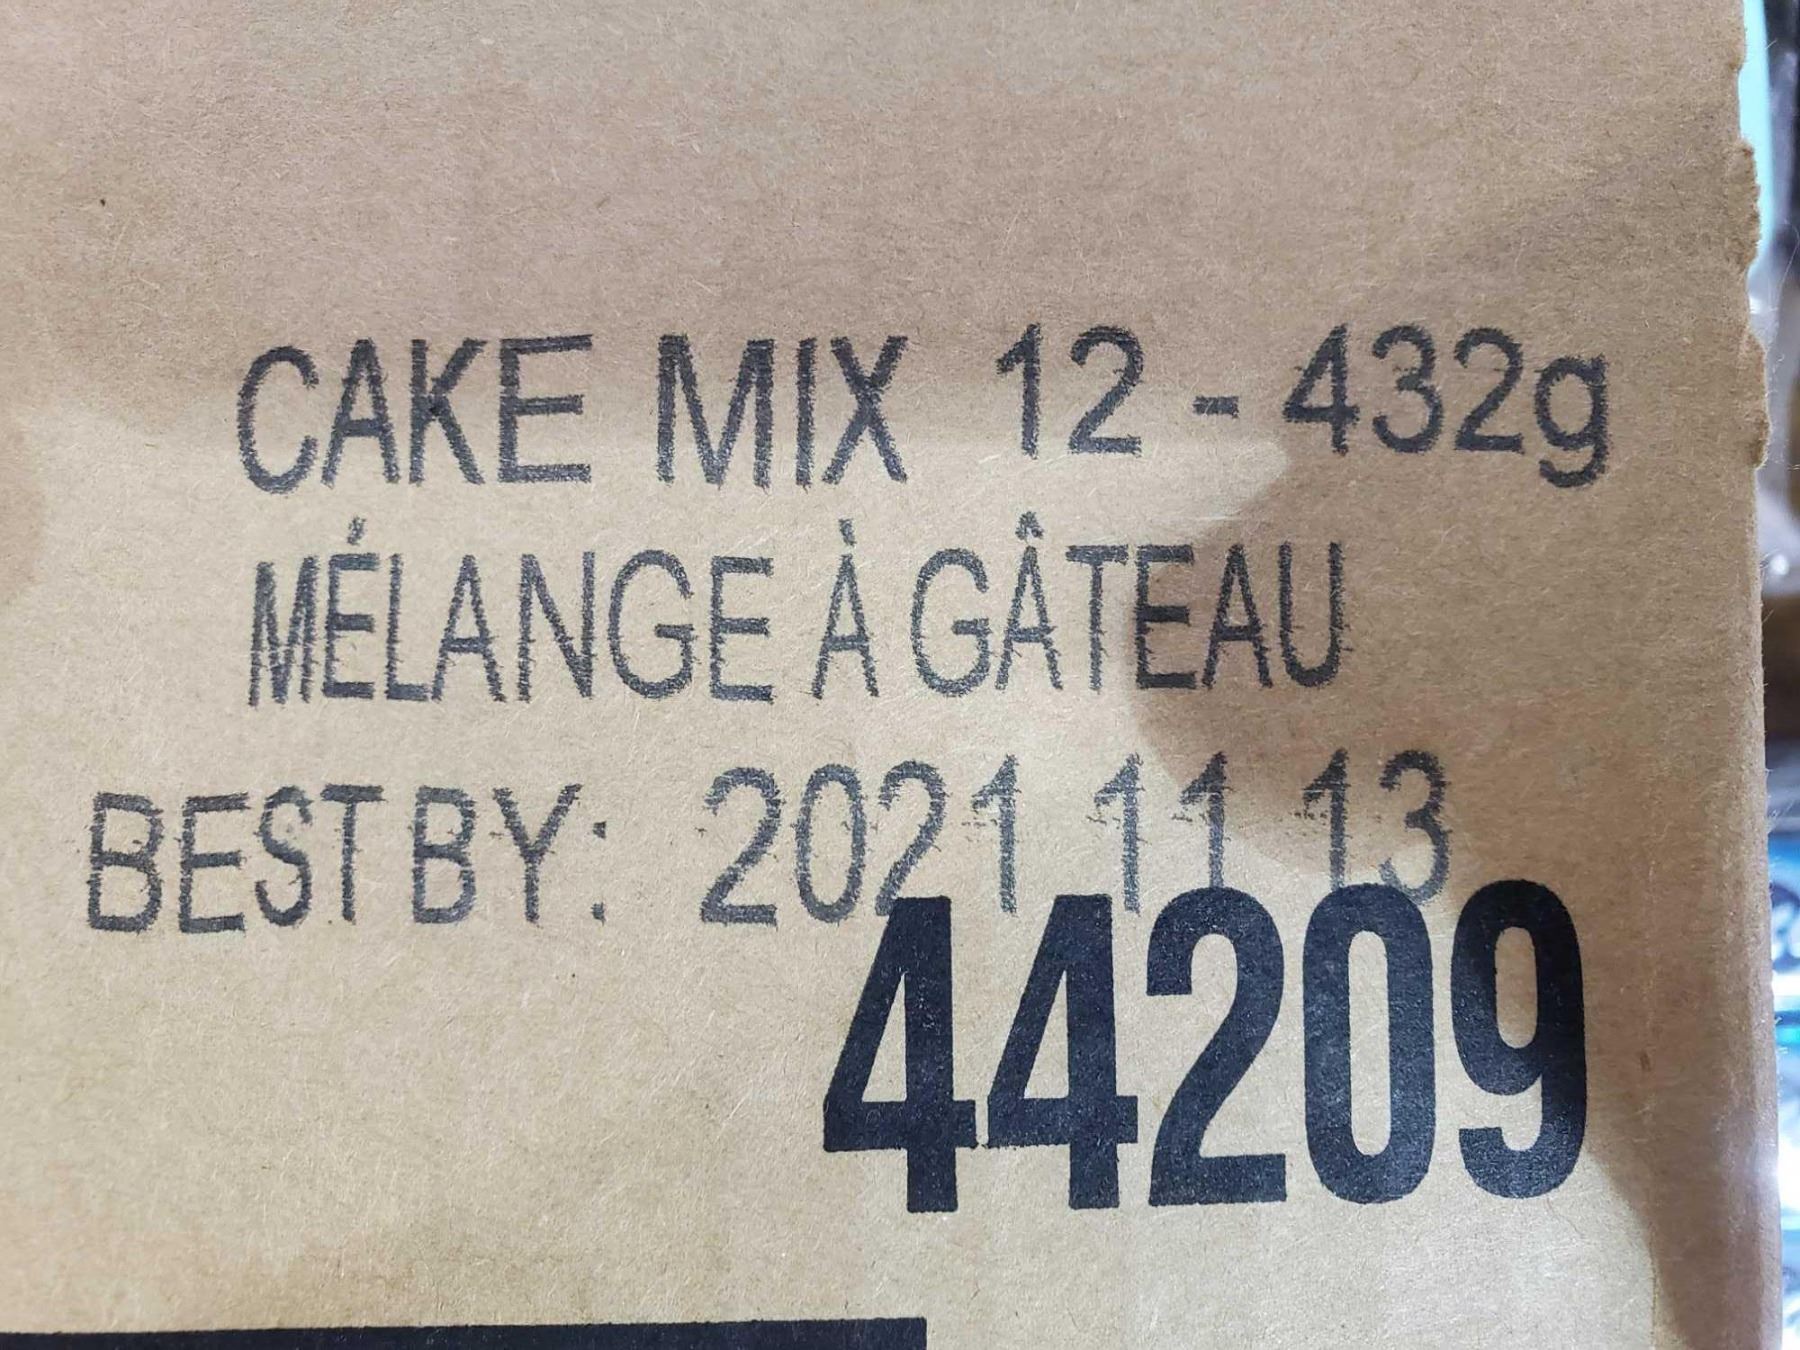 CAKE MIX 12 - 432g
MÉLANGE À GÂTEAU
BEST BY: 2021 11 13
44209